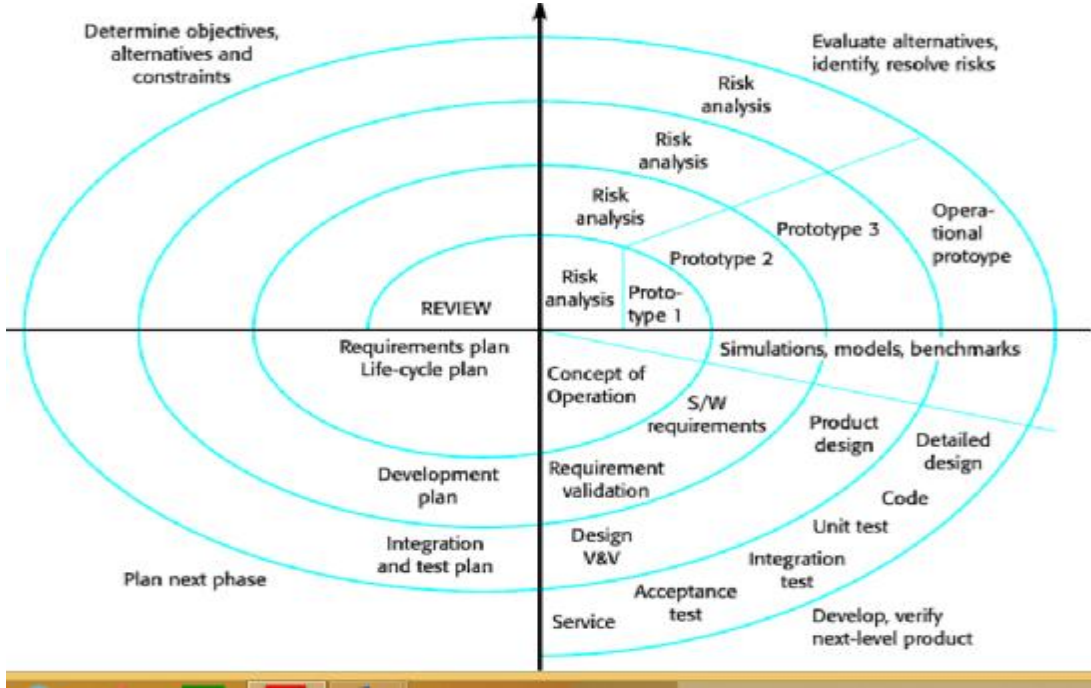 Determine objectives,
alternatives and
constraints
Evaluate alternatives,
identify, resolve risks
Risk
analysis
Risk
analysis
Risk
analysis
Risk
analysis
Proto-
type 1
Prototype 2
Prototype 3
Opera-
tional
protoype
REVIEW
Requirements plan
Life-cycle plan
Simulations, models, benchmarks
Concept of
Operation
S/W
requirements
Product
design
Detailed
design
Development
plan
Requirement
validation
Code
Unit test
Integration
and test plan
Design
V&V
Integration
test
Plan next phase
Acceptance
test
Service
Develop, verify
next-level product